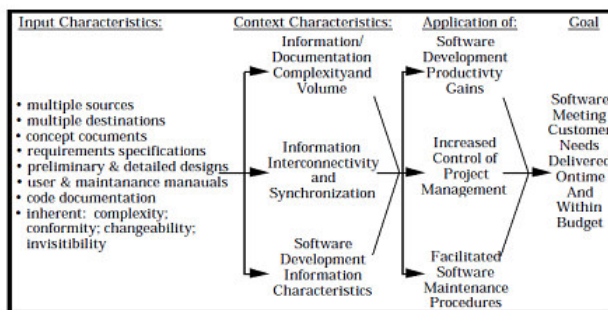 Input Characteristics:
• multiple sources
• multiple destinations
• concept cocuments
• requirements specifications
• preliminary & detailed designs
• user & maintanance manauals
• code documentation
• inherent: complexity;
conformity; changeability;
invisitibility
Context Characteristics:
Information/
Documentation
Complexityand
Volume
Information
Interconnectivity
and
Synchronization
Software
Development
Information
Characteristics
Application of:
Software
Development
Productivty
Gains
Increased
Control of
Project
Management
Facilitated
Software
Maintenance
Procedures
Goal
Software
Meeting
Customer
Needs
Delivered
Ontime
And
Within
Budget